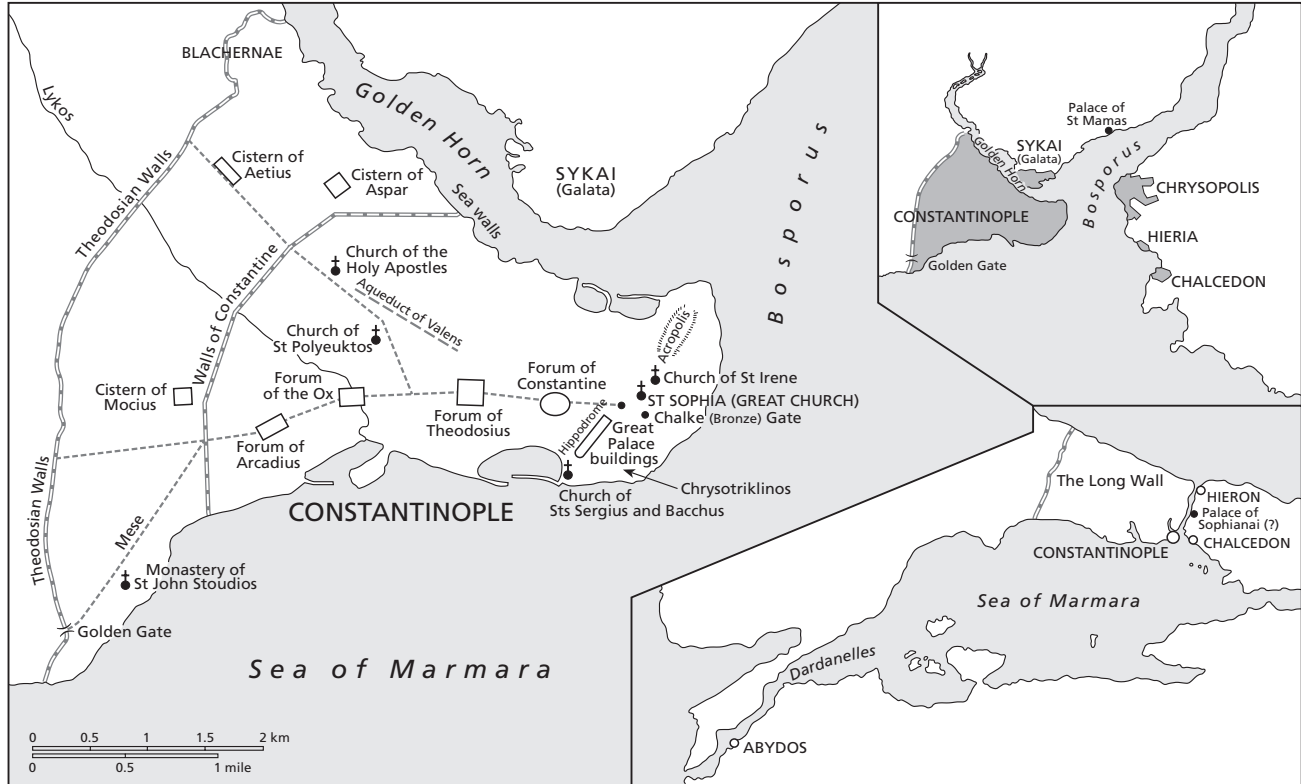 BLACHERNAE
Lykos
Golden Horn
Theodosian Walls
Cistern of
Aetius
Cistern of
Aspar
SYKAI
(Galata)
Sea walls
Bosporus
Walls of Constantine
Church of the
Holy Apostles
Aqueduct of Valens
Church of
St Polyeuktos
Acropolis
Cistern of
Mocius
Forum
of the Ox
Forum of
Constantine
Church of St Irene
ST SOPHIA (GREAT CHURCH)
Chalke (Bronze) Gate
Forum of
Arcadius
Forum of
Theodosius
Hippodrome
Great
Palace
buildings
Chrysotriklinos
Church of
Sts Sergius and Bacchus
CONSTANTINOPLE
Theodosian Walls
Mese
Monastery of
St John Stoudios
Golden Gate
Sea of Marmara
0 0.5 1 1.5 2 km
0 0.5 1 mile
Palace of
St Mamas
SYKAI
(Galata)
Golden Horn
Bosporus
CHRYSOPOLIS
CONSTANTINOPLE
HIERIA
Golden Gate
CHALCEDON
The Long Wall
HIERON
Palace of
Sophianai (?)
CONSTANTINOPLE
CHALCEDON
Sea of Marmara
Dardanelles
ABYDOS